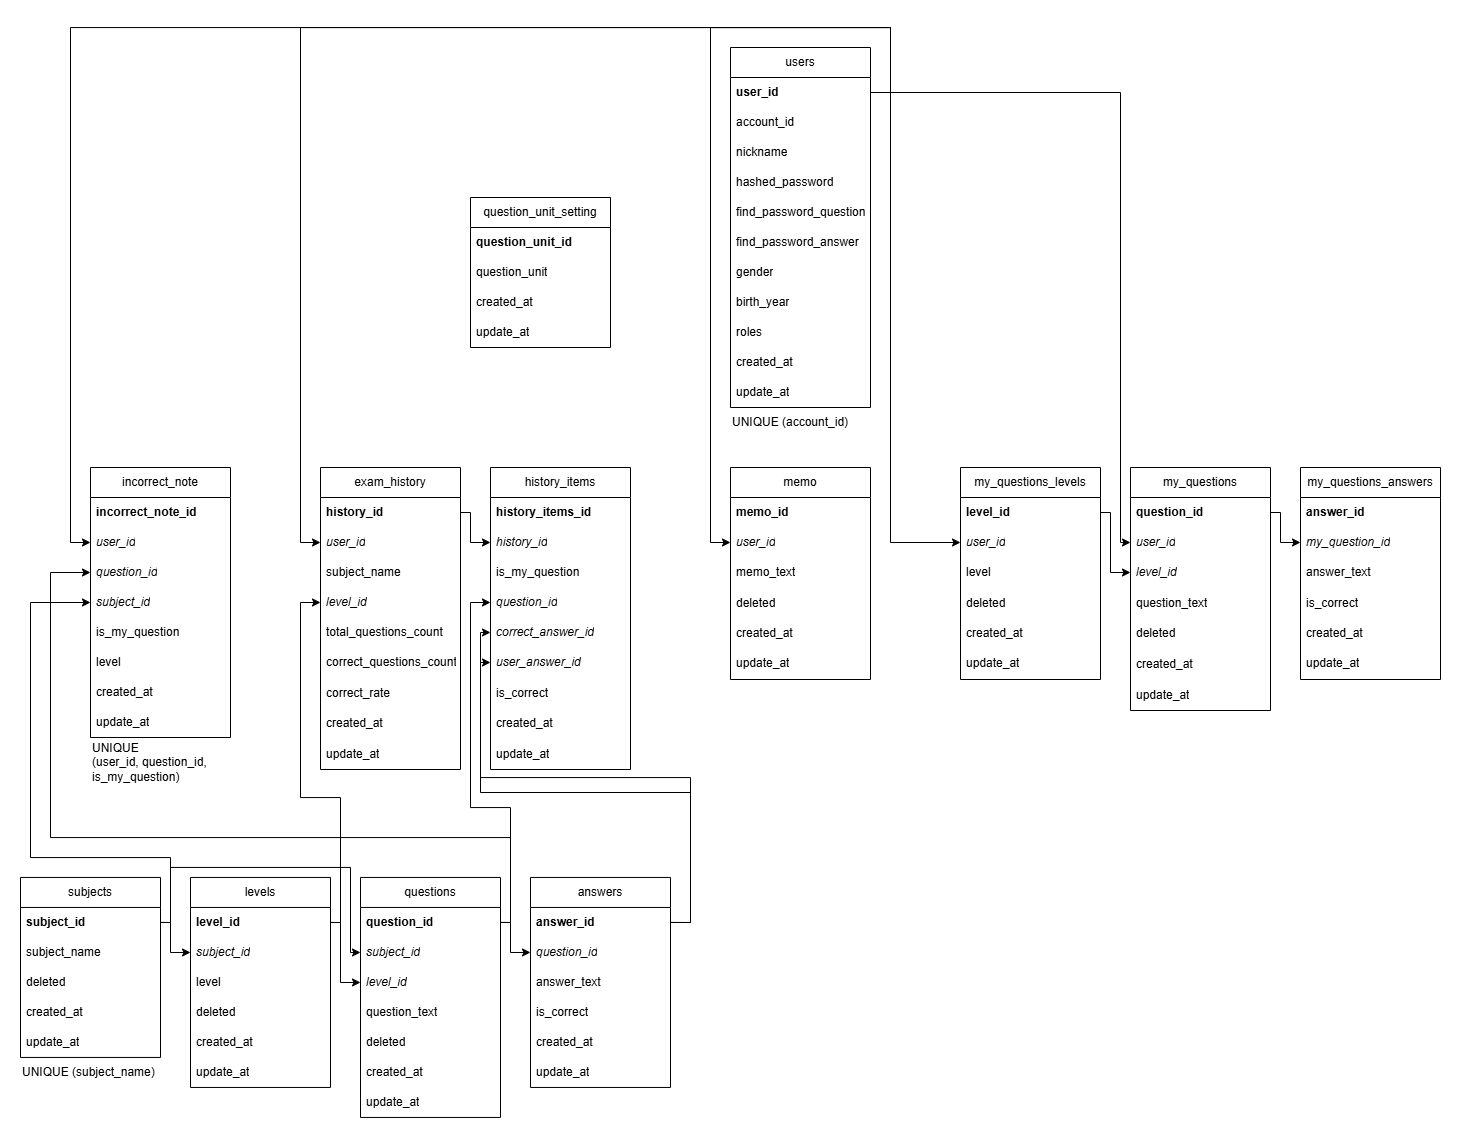 users
user_id
account_id
nickname
hashed_password
find_password_question
find_password_answer
gender
birth_year
roles
created_at
update_at
UNIQUE (account_id)
question_unit_setting
question_unit_id
question_unit
created_at
update_at
incorrect_note
incorrect_note_id
user_id
question_id
subject_id
is_my_question
level
created_at
update_at
UNIQUE
(user_id, question_id,
is_my_question)
exam_history
history_id
user_id
subject_name
level_id
total_questions_count
correct_questions_count
correct_rate
created_at
update_at
history_items
history_items_id
history_id
is_my_question
question_id
correct_answer_id
user_answer_id
is_correct
created_at
update_at
memo
memo_id
user_id
memo_text
deleted
created_at
update_at
my_questions_levels
level_id
user_id
level
deleted
created_at
update_at
my_questions
question_id
user_id
level_id
question_text
deleted
created_at
update_at
my_questions_answers
answer_id
my_question_id
answer_text
is_correct
created_at
update_at
subjects
subject_id
subject_name
deleted
created_at
update_at
UNIQUE (subject_name)
levels
level_id
subject_id
level
deleted
created_at
update_at
questions
question_id
subject_id
level_id
question_text
deleted
created_at
update_at
answers
answer_id
question_id
answer_text
is_correct
created_at
update_at